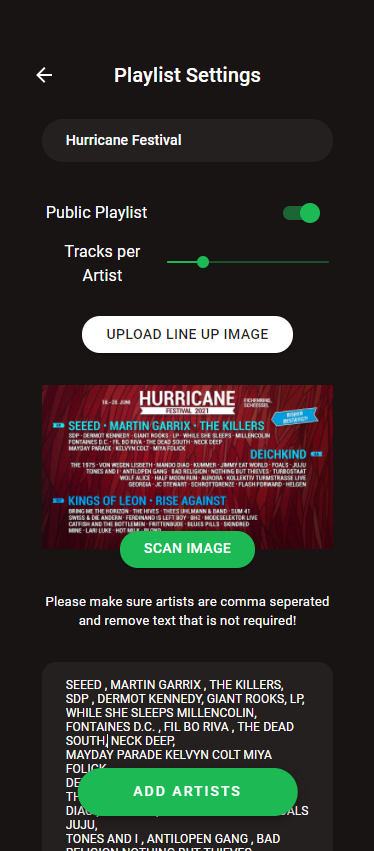 Playlist Settings
Hurricane Festival
Public Playlist
Tracks per
Artist
UPLOAD LINE UP IMAGE
18.-20. JUNI
HURRICANE
FESTIVAL 2021
EICHENRING,
SCHEESSEL
BISHER
BESTÄTIGT
SEEED · MARTIN GARRIX · THE KILLERS
SDP · DERMOT KENNEDY · GIANT ROOKS · LP · WHILE SHE SLEEPS · MILLENCOLIN
FONTAINES D.C. · FIL BO RIVA · THE DEAD SOUTH · NECK DEEP
MAYDAY PARADE · KELVYN COLT · MIYA FOLICK
DEICHKIND
THE 1975 · VON WEGEN LISBETH · MANDO DIAO · KUMMER · JIMMY EAT WORLD · FOALS · JUJU
TONES AND I · ANTILOPEN GANG · BAD RELIGION · NOTHING BUT THIEVES · TURBOSTAAT
WOLF ALICE · HALF MOON RUN · AURORA · KOLLEKTIV TURMSTRASSE LIVE
GEORGIA · JC STEWART · SCHROTTGRENZE · FLASH FORWARD · HELGEN
KINGS OF LEON · RISE AGAINST
BRING ME THE HORIZON · THE HIVES · THEES UHLMANN & BAND · SUM 41
SWISS & DIE ANDERN · FERDINAND IS LEFT BOY · BHZ · MODESELEKTOR LIVE
CATFISH AND THE BOTTLEMEN · FRITTENBUDE · BLUES PILLS · SKINDRED
MINE · LARI LUKE · HOT MILK · BLOND
SCAN IMAGE
Please make sure artists are comma seperated
and remove text that is not required!
SEEED , MARTIN GARRIX , THE KILLERS,
SDP , DERMOT KENNEDY, GIANT ROOKS, LP,
WHILE SHE SLEEPS MILLENCOLIN,
FONTAINES D.C. , FIL BO RIVA , THE DEAD
SOUTH, NECK DEEP,
MAYDAY PARADE KELVYN COLT MIYA
FOLICK
ADD ARTISTS
JUJU,
TONES AND I , ANTILOPEN GANG , BAD
RELIGION NOTHING BUT THIEVES